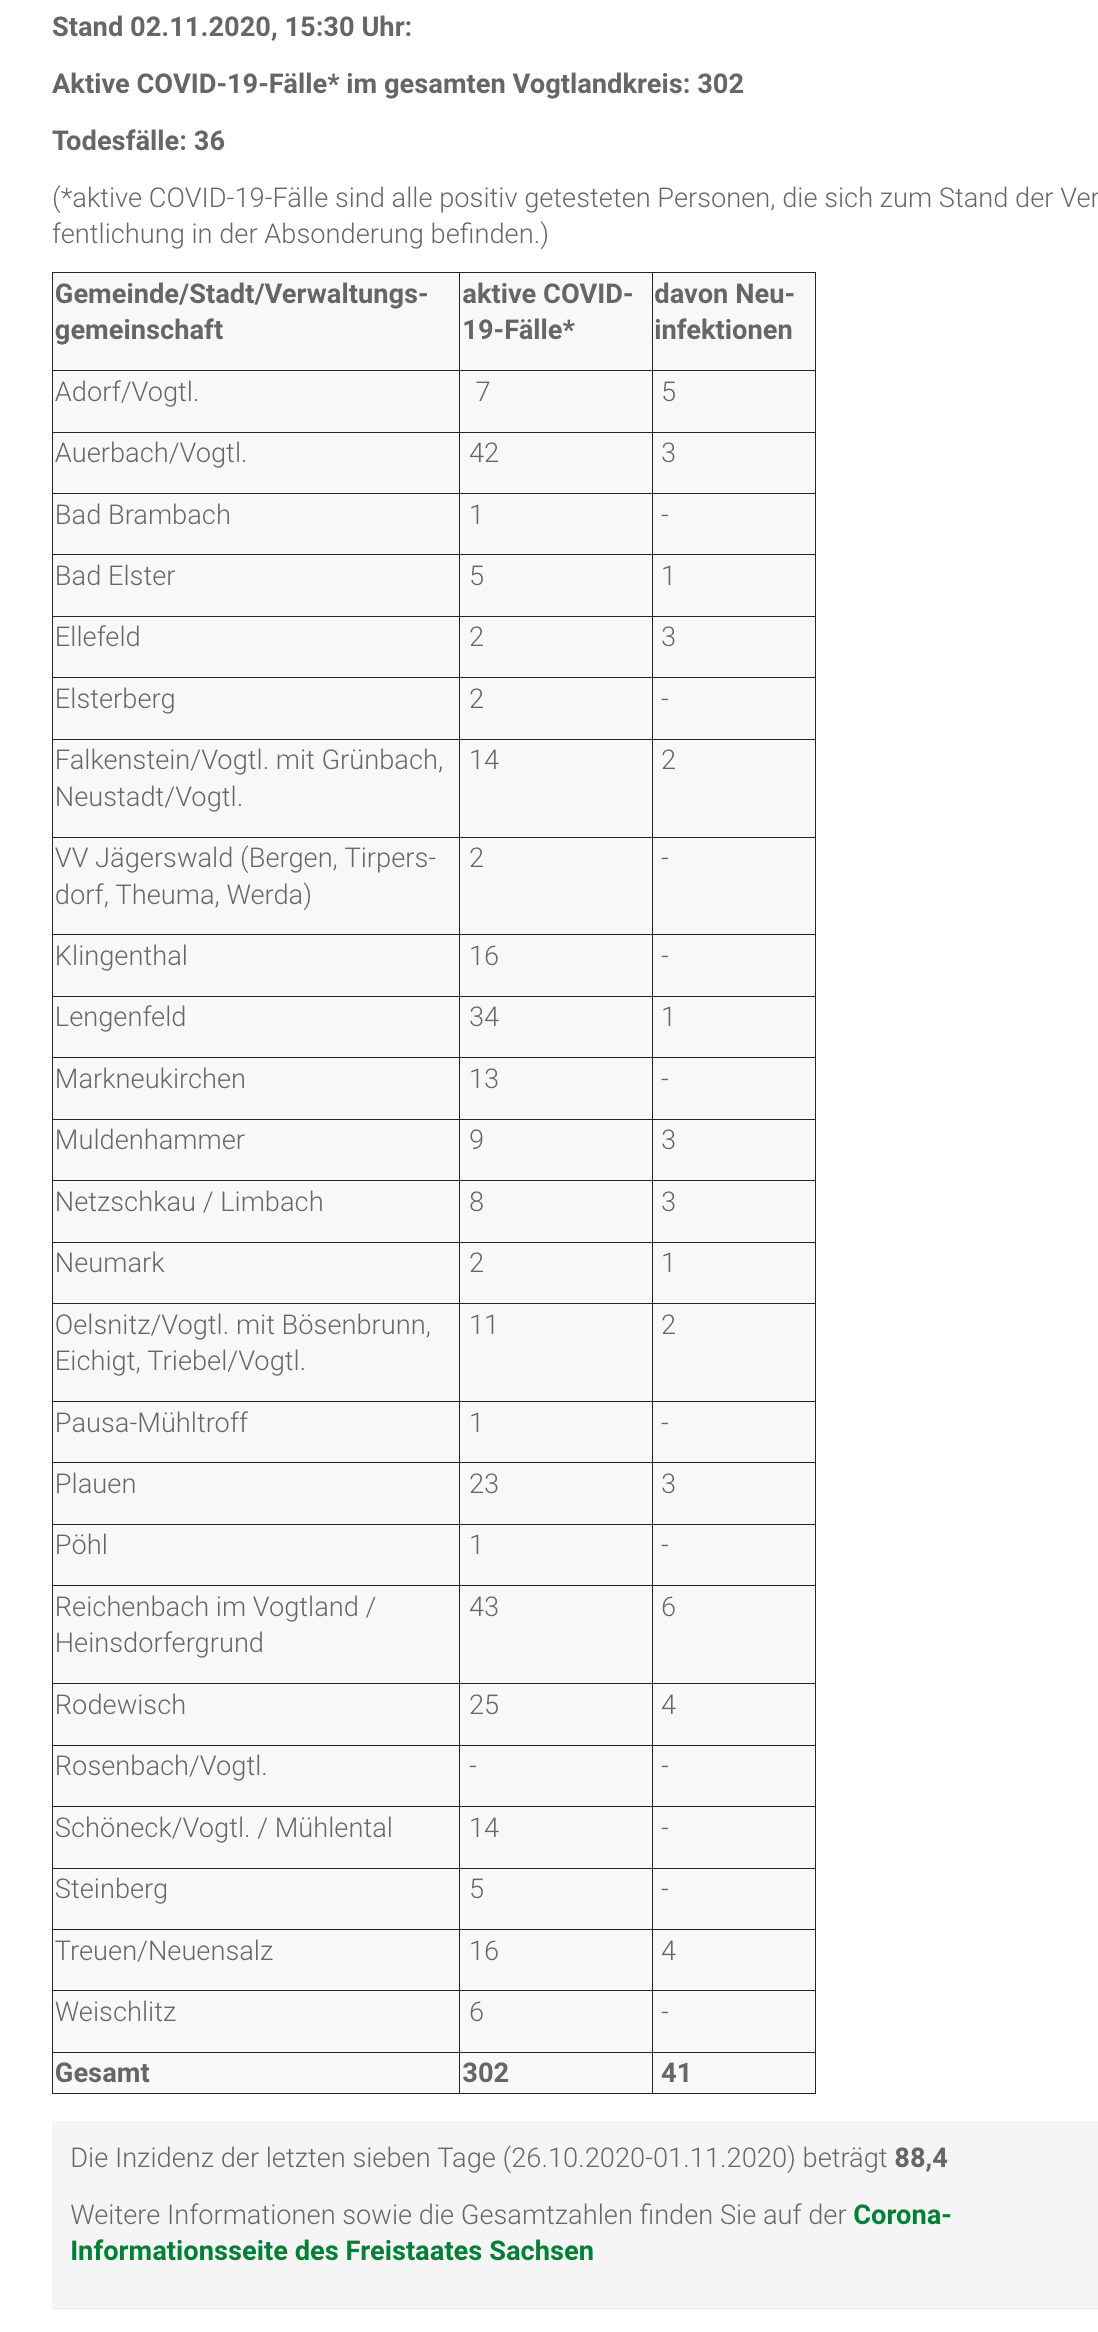 Stand 02.11.2020, 15:30 Uhr:
Aktive COVID-19-Fälle* im gesamten Vogtlandkreis: 302
Todesfälle: 36
(*aktive COVID-19-Fälle sind alle positiv getesteten Personen, die sich zum Stand der Ver
fentlichung in der Absonderung befinden.)
Gemeinde/Stadt/Verwaltungs- aktive COVID- davon Neu-
gemeinschaft 19-Fälle* infektionen
Adorf/Vogtl. 7 5
Auerbach/Vogtl. 42 3
Bad Brambach 1 -
Bad Elster 5 1
Ellefeld 2 3
Elsterberg 2 -
Falkenstein/Vogtl. mit Grünbach, 14 2
Neustadt/Vogtl.
VV Jägerswald (Bergen, Tirpers- 2 -
dorf, Theuma, Werda)
Klingenthal 16 -
Lengenfeld 34 1
Markneukirchen 13 -
Muldenhammer 9 3
Netzschkau / Limbach 8 3
Neumark 2 1
Oelsnitz/Vogtl. mit Bösenbrunn, 11 2
Eichigt, Triebel/Vogtl.
Pausa-Mühltroff 1 -
Plauen 23 3
Pöhl 1 -
Reichenbach im Vogtland / 43 6
Heinsdorfergrund
Rodewisch 25 4
Rosenbach/Vogtl. - -
Schöneck/Vogtl. / Mühlental 14 -
Steinberg 5 -
Treuen/Neuensalz 16 4
Weischlitz 6 -
Gesamt 302 41
Die Inzidenz der letzten sieben Tage (26.10.2020-01.11.2020) beträgt 88,4
Weitere Informationen sowie die Gesamtzahlen finden Sie auf der Corona-
Informationsseite des Freistaates Sachsen